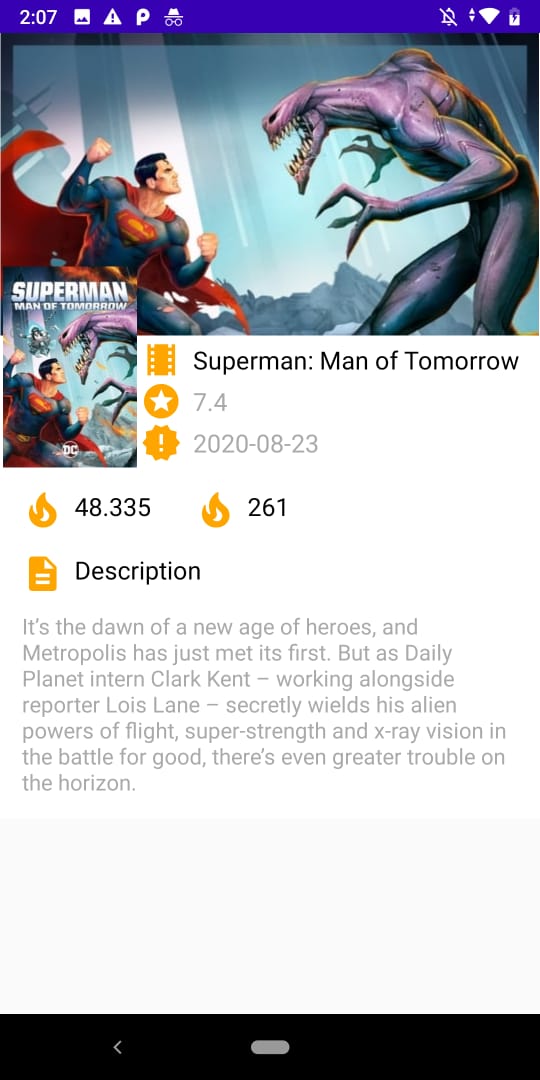 2:07
SUPERMAN
MAN OF TOMORROW
DC
Superman: Man of Tomorrow
7.4
2020-08-23
48.335
261
Description
It’s the dawn of a new age of heroes, and
Metropolis has just met its first. But as Daily
Planet intern Clark Kent – working alongside
reporter Lois Lane – secretly wields his alien
powers of flight, super-strength and x-ray vision in
the battle for good, there’s even greater trouble on
the horizon.